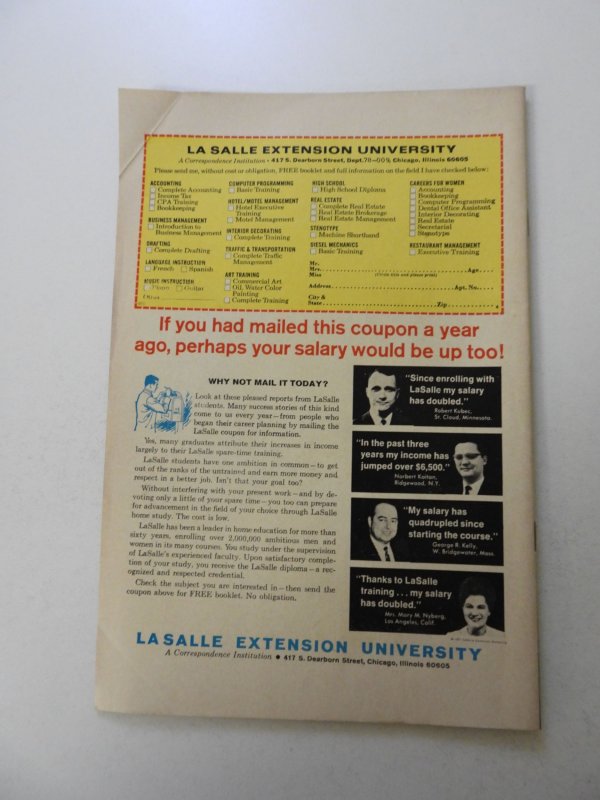 LA SALLE EXTENSION UNIVERSITY
A Correspondence Institution • 417 S. Dearborn Street, Dept. 78-009 Chicago, Illinois 60605
Please send me, without cost or obligation, FREE booklet and full information on the field I have checked below:
ACCOUNTING
Complete Accounting
Income Tax
CPA Training
Bookkeeping
BUSINESS MANAGEMENT
Introduction to
Business Management
DRAFTING
Complete Drafting
LANGUAGE INSTRUCTION
French Spanish
MUSIC INSTRUCTION
Piano Guitar
COMPUTER PROGRAMMING
Basic Training
HOTEL/MOTEL MANAGEMENT
Hotel Executive
Training
Motel Management
INTERIOR DECORATING
Complete Training
TRAFFIC & TRANSPORTATION
Complete Traffic
Management
ART TRAINING
Commercial Art
Oil, Water Color
Painting
Complete Training
HIGH SCHOOL
High School Diploma
REAL ESTATE
Complete Real Estate
Real Estate Brokerage
Real Estate Management
STENOTYPE
Machine Shorthand
DIESEL MECHANICS
Basic Training
CAREERS FOR WOMEN
Accounting
Bookkeeping
Computer Programming
Dental Office Assistant
Interior Decorating
Real Estate
Secretarial
Stenotype
RESTAURANT MANAGEMENT
Executive Training
Mr.
Mrs. Age
Miss (Please sign and please print)
Address Apt. No.
City &
State Zip
If you had mailed this coupon a year
ago, perhaps your salary would be up too!
WHY NOT MAIL IT TODAY?
Look at these pleased reports from LaSalle
students. Many success stories of this kind
come to us every year—from people who
began their career planning by mailing the
LaSalle coupon for information.
Yes, many graduates attribute their increases in income
largely to their LaSalle spare-time training.
LaSalle students have one ambition in common—to get
out of the ranks of the untrained and earn more money and
respect in a better job. Isn't that your goal too?
Without interfering with your present work—and by de-
voting only a little of your spare time—you too can prepare
for advancement in the field of your choice through LaSalle
home study. The cost is low.
LaSalle has been a leader in home education for more than
sixty years, enrolling over 2,000,000 ambitious men and
women in its many courses. You study under the supervision
of LaSalle's experienced faculty. Upon satisfactory comple-
tion of your study, you receive the LaSalle diploma—a rec-
ognized and respected credential.
Check the subject you are interested in—then send the
coupon above for FREE booklet. No obligation.
"Since enrolling with
LaSalle my salary
has doubled."
Robert Kubec,
St. Cloud, Minnesota.
"In the past three
years my income has
jumped over $6,500."
Norbert Kaitan,
Ridgewood, N.Y.
"My salary has
quadrupled since
starting the course."
George B. Kelly,
W. Bridgewater, Mass.
"Thanks to LaSalle
training . . . my salary
has doubled."
Mrs. Mary M. Nyberg,
Los Angeles, Calif.
LA SALLE EXTENSION UNIVERSITY
A Correspondence Institution • 417 S. Dearborn Street, Chicago, Illinois 60605